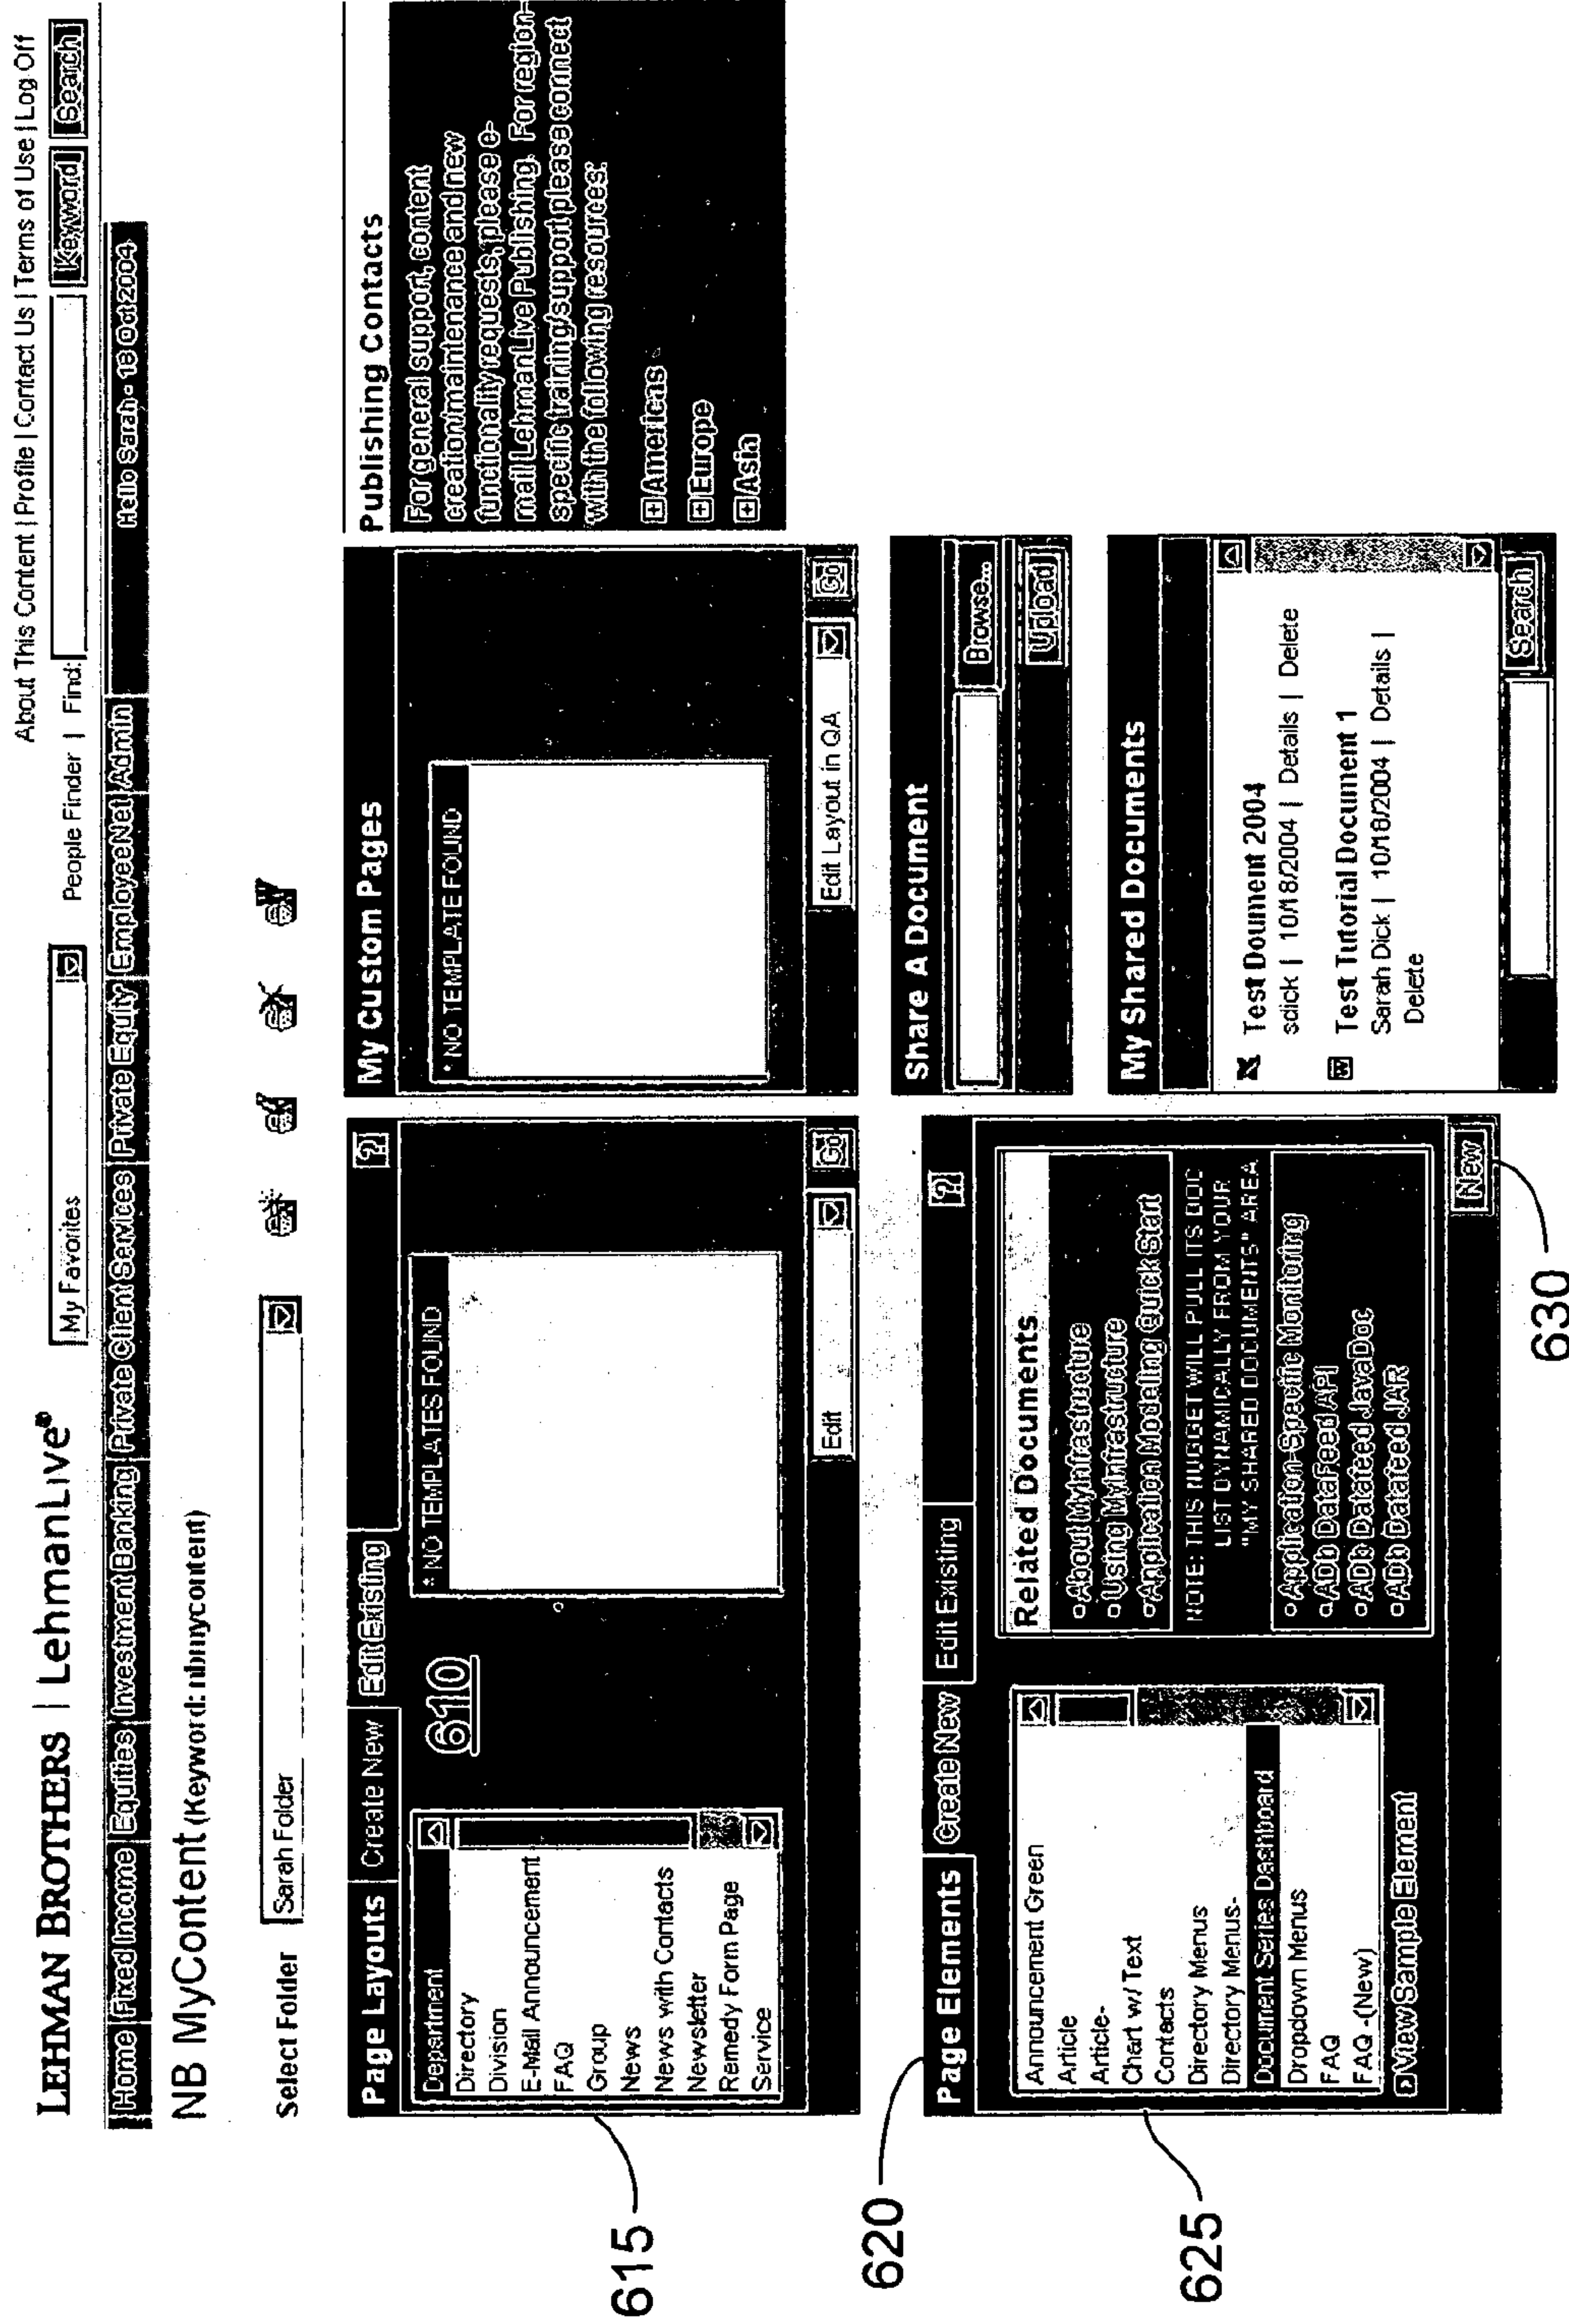 About This Content | Profile | Contact Us | Terms of Use | Log Off
LEHMAN BROTHERS | LehmanLive®
My Favorites
People Finder | Find:
Keyword
Search
Home
Fixed Income
Equities
Investment Banking
Private Client Services
Private Equity
EmployeeNet
Admin
Hello Sarah - 18 Oct 2004
NB MyContent (Keyword: nbmycontent)
Select Folder
Sarah Folder
Page Layouts
Create New
Edit Existing
?
Department
Directory
Division
E-Mail Announcement
FAQ
Group
News
News with Contacts
Newsletter
Remedy Form Page
Service
610
* NO TEMPLATES FOUND
Edit
Go
615
My Custom Pages
* NO TEMPLATE FOUND
Edit Layout in QA
Go
Publishing Contacts
For general support, content
creation/maintenance and new
functionality requests, please e-
mail LehmanLive Publishing. For region-
specific training/support please connect
with the following resources:
+ Americas
+ Europe
+ Asia
620
Page Elements
Create New
Edit Existing
?
Announcement Green
Article
Article-
Chart w/ Text
Contacts
Directory Menus
Directory Menus-
Document Series Dashboard
Dropdown Menus
FAQ
FAQ -(New)
View Sample Element
625
Related Documents
About MyInfrastructure
Using MyInfrastructure
Application Modeling Quick Start
NOTE: THIS NUGGET WILL PULL ITS DOC
LIST DYNAMICALLY FROM YOUR
"MY SHARED DOCUMENTS" AREA
Application-Specific Monitoring
ADb DataFeed API
ADb Datafeed JavaDoc
ADb Datafeed JAR
New
630
Share A Document
Browse...
Upload
My Shared Documents
Test Doument 2004
sdick | 10/18/2004 | Details | Delete
W Test Tutorial Document 1
Sarah Dick | 10/18/2004 | Details |
Delete
Search